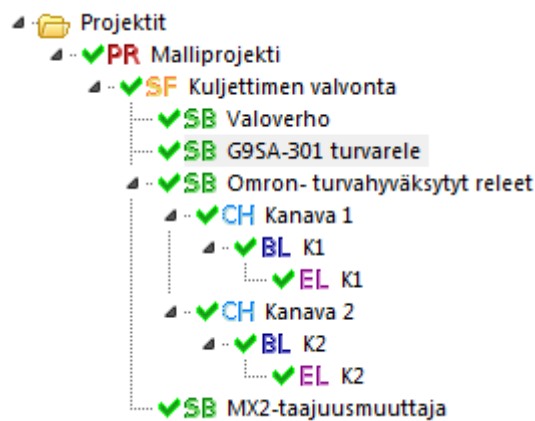 Projektit
PR Malliprojekti
SF Kuljettimen valvonta
SB Valoverho
SB G9SA-301 turvarele
SB Omron- turvahyväksytyt releet
CH Kanava 1
BL K1
EL K1
CH Kanava 2
BL K2
EL K2
SB MX2-taajuusmuuttaja